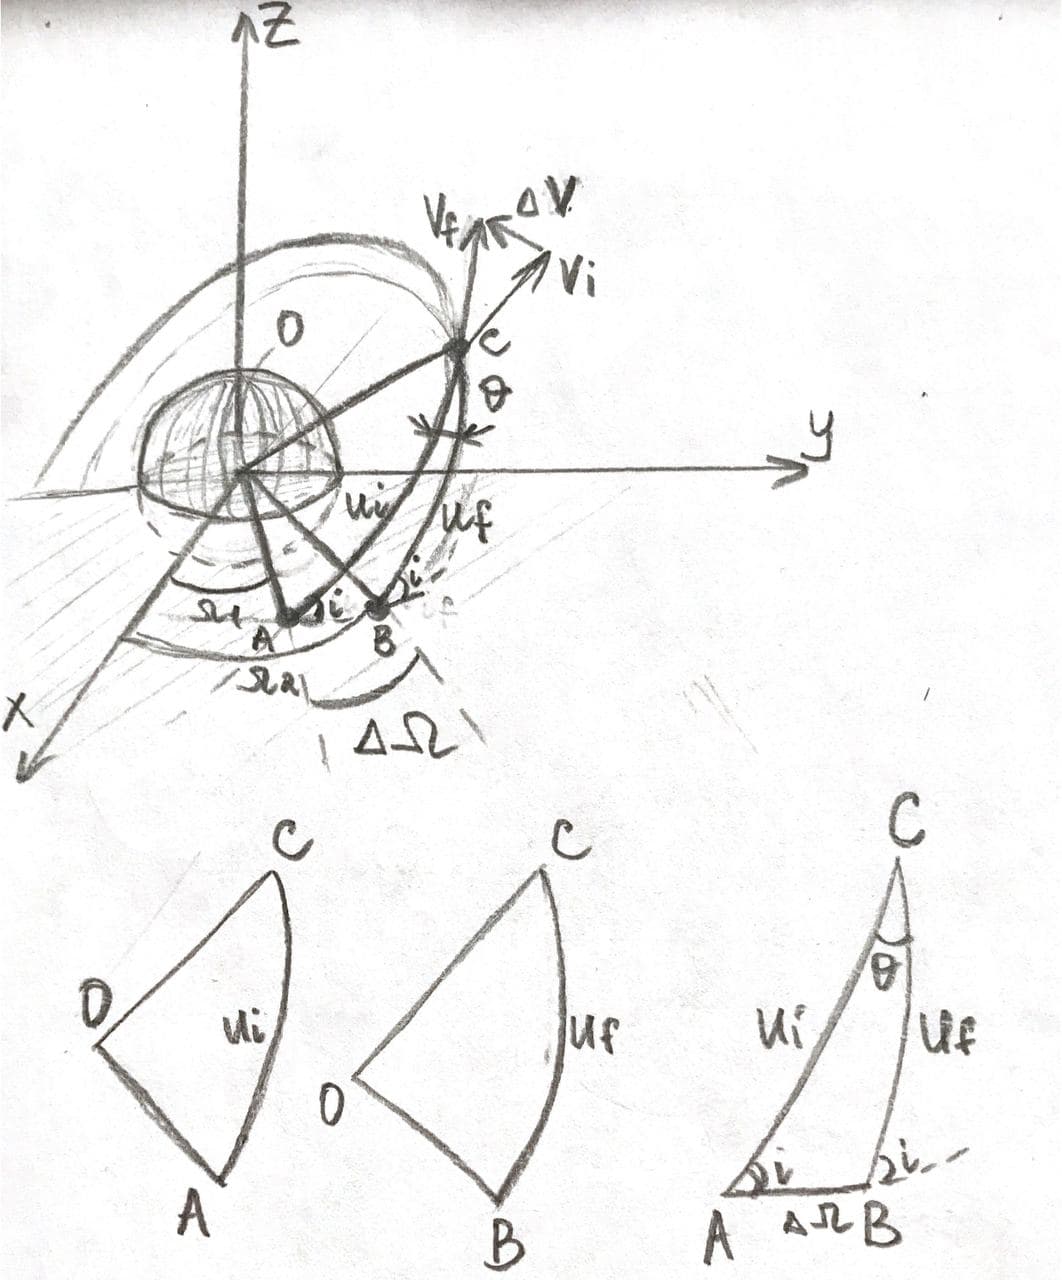 Z
Vf ΔV
Vi
O
C
θ
y
ui uf
i
i
Ω1
A B
Ω2
x
ΔΩ
C C C
O ui
O uf
θ
ui uf
i i
A B A ΔΩ B